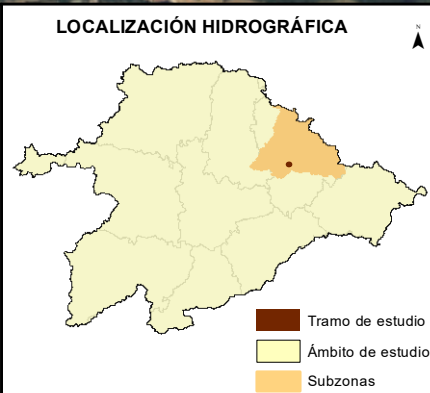 LOCALIZACIÓN HIDROGRÁFICA
N
Tramo de estudio
Ámbito de estudio
Subzonas